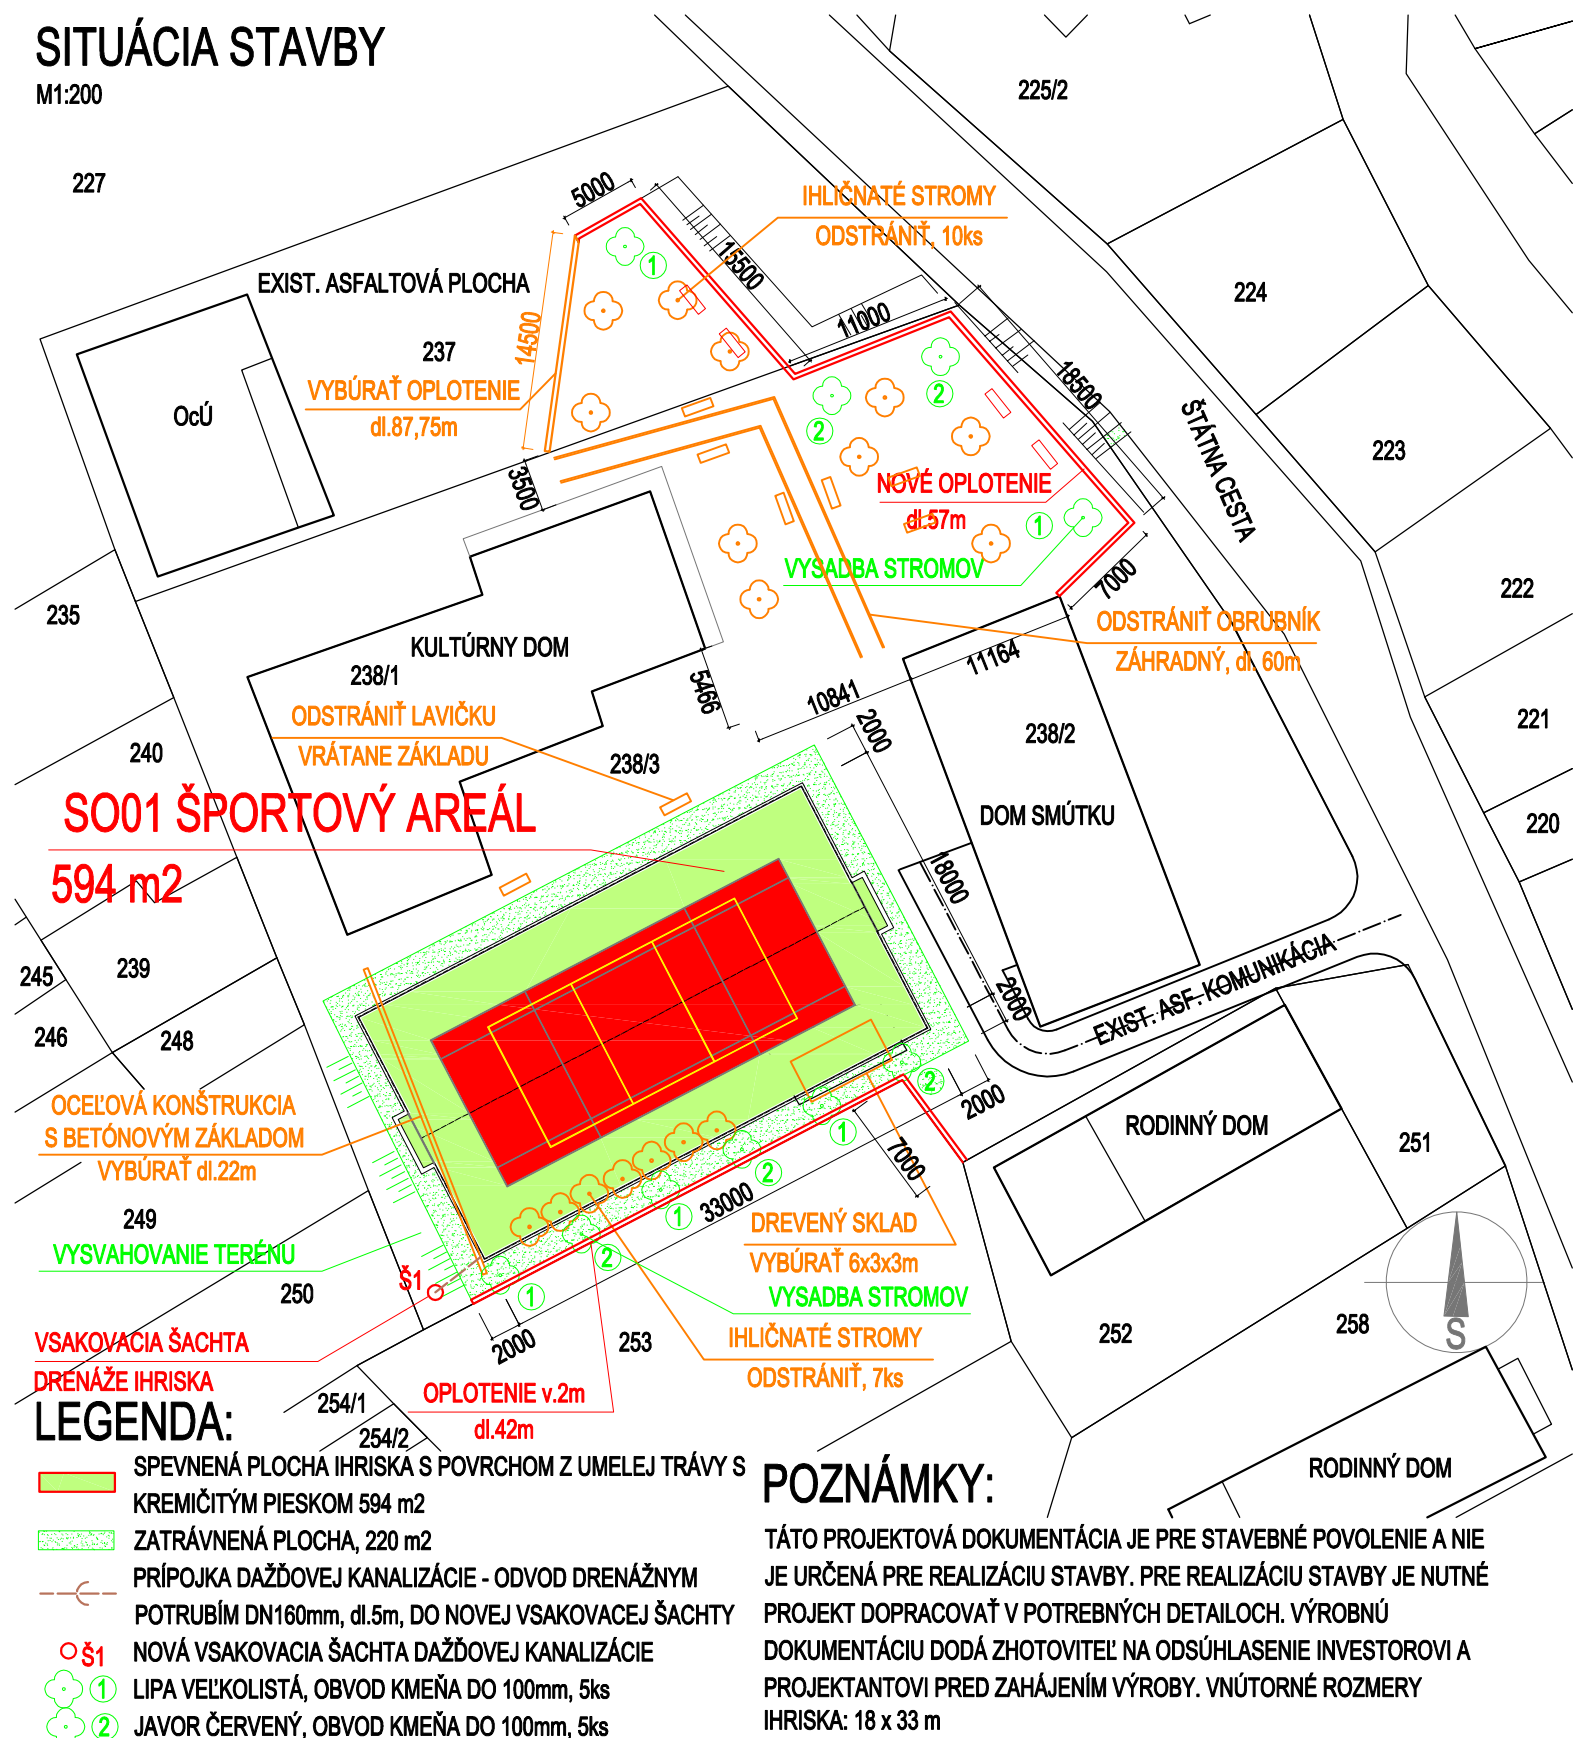 SITUÁCIA STAVBY
M1:200
225/2
227
5000
IHLIČNATÉ STROMY
ODSTRÁNIŤ, 10ks
1
15500
EXIST. ASFALTOVÁ PLOCHA
224
11000
14500
237
VYBÚRAŤ OPLOTENIE
dl.87,75m
18500
2
2
OcÚ
ŠTÁTNA CESTA
223
3500
NOVÉ OPLOTENIE
dl.57m
1
VYSADBA STROMOV
7000
222
235
ODSTRÁNIŤ OBRUBNÍK
ZÁHRADNÝ, dl. 60m
KULTÚRNY DOM
238/1
11164
5466
10841
ODSTRÁNIŤ LAVIČKU
VRÁTANE ZÁKLADU
2000
221
238/2
240
238/3
SO01 ŠPORTOVÝ AREÁL
594 m2
DOM SMÚTKU
220
18000
EXIST. ASF. KOMUNIKÁCIA
239
245
2000
246
248
OCEĽOVÁ KONŠTRUKCIA
S BETÓNOVÝM ZÁKLADOM
VYBÚRAŤ dl.22m
2
2000
1
RODINNÝ DOM
251
7000
2
33000
1
249
DREVENÝ SKLAD
VYBÚRAŤ 6x3x3m
VYSVAHOVANIE TERÉNU
2
Š1
250
1
VYSADBA STROMOV
VSAKOVACIA ŠACHTA
DRENÁŽE IHRISKA
2000
253
IHLIČNATÉ STROMY
ODSTRÁNIŤ, 7ks
252
258
S
OPLOTENIE v.2m
dl.42m
254/1
254/2
RODINNÝ DOM
LEGENDA:
SPEVNENÁ PLOCHA IHRISKA S POVRCHOM Z UMELEJ TRÁVY S
KREMIČITÝM PIESKOM 594 m2
ZATRÁVNENÁ PLOCHA, 220 m2
PRÍPOJKA DAŽĎOVEJ KANALIZÁCIE - ODVOD DRENÁŽNYM
POTRUBÍM DN160mm, dl.5m, DO NOVEJ VSAKOVACEJ ŠACHTY
Š1 NOVÁ VSAKOVACIA ŠACHTA DAŽĎOVEJ KANALIZÁCIE
1 LIPA VEĽKOLISTÁ, OBVOD KMEŇA DO 100mm, 5ks
2 JAVOR ČERVENÝ, OBVOD KMEŇA DO 100mm, 5ks
POZNÁMKY:
TÁTO PROJEKTOVÁ DOKUMENTÁCIA JE PRE STAVEBNÉ POVOLENIE A NIE
JE URČENÁ PRE REALIZÁCIU STAVBY. PRE REALIZÁCIU STAVBY JE NUTNÉ
PROJEKT DOPRACOVAŤ V POTREBNÝCH DETAILOCH. VÝROBNÚ
DOKUMENTÁCIU DODÁ ZHOTOVITEĽ NA ODSÚHLASENIE INVESTOROVI A
PROJEKTANTOVI PRED ZAHÁJENÍM VÝROBY. VNÚTORNÉ ROZMERY
IHRISKA: 18 x 33 m